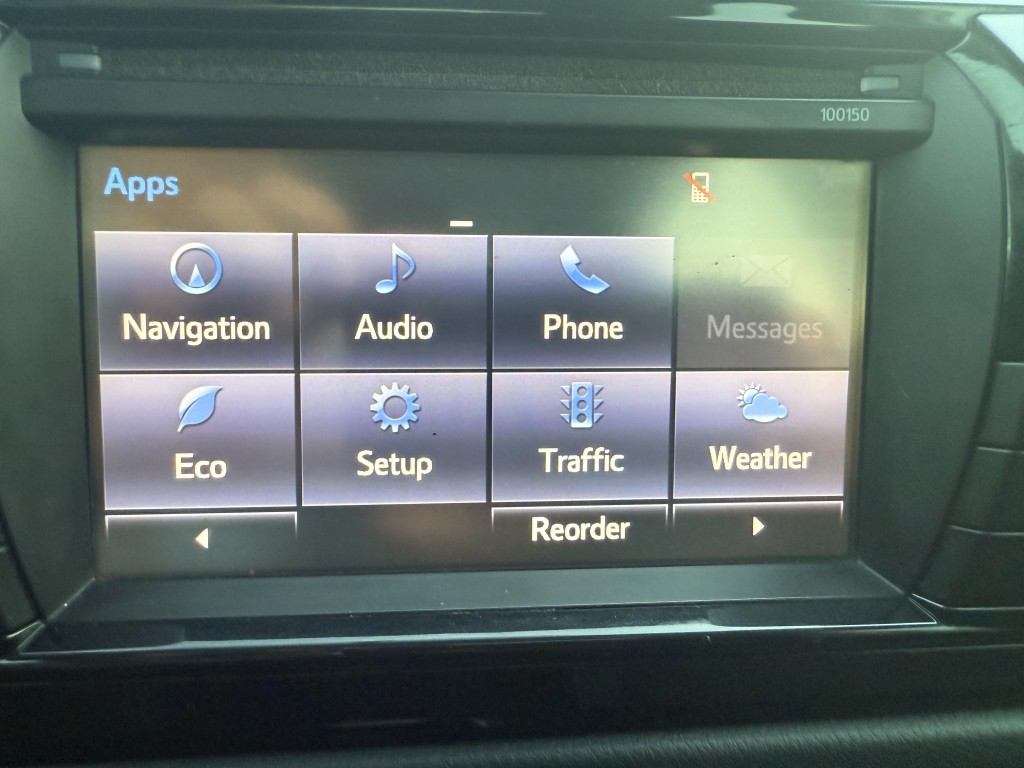 100150
Apps
Navigation
Audio
Phone
Messages
Eco
Setup
Traffic
Weather
Reorder